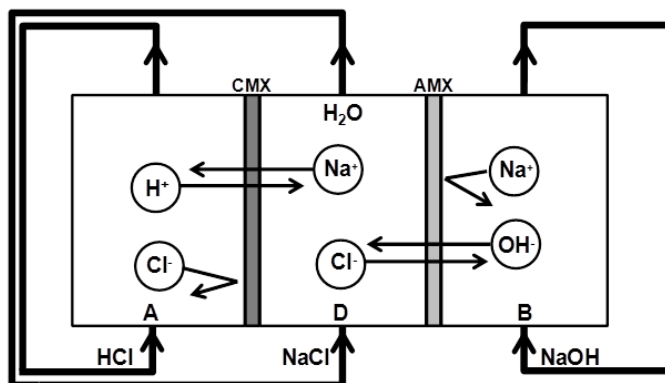 CMX AMX
H₂O
H⁺ Na⁺ Na⁺
Cl⁻ Cl⁻ OH-
A D B
HCl NaCl NaOH